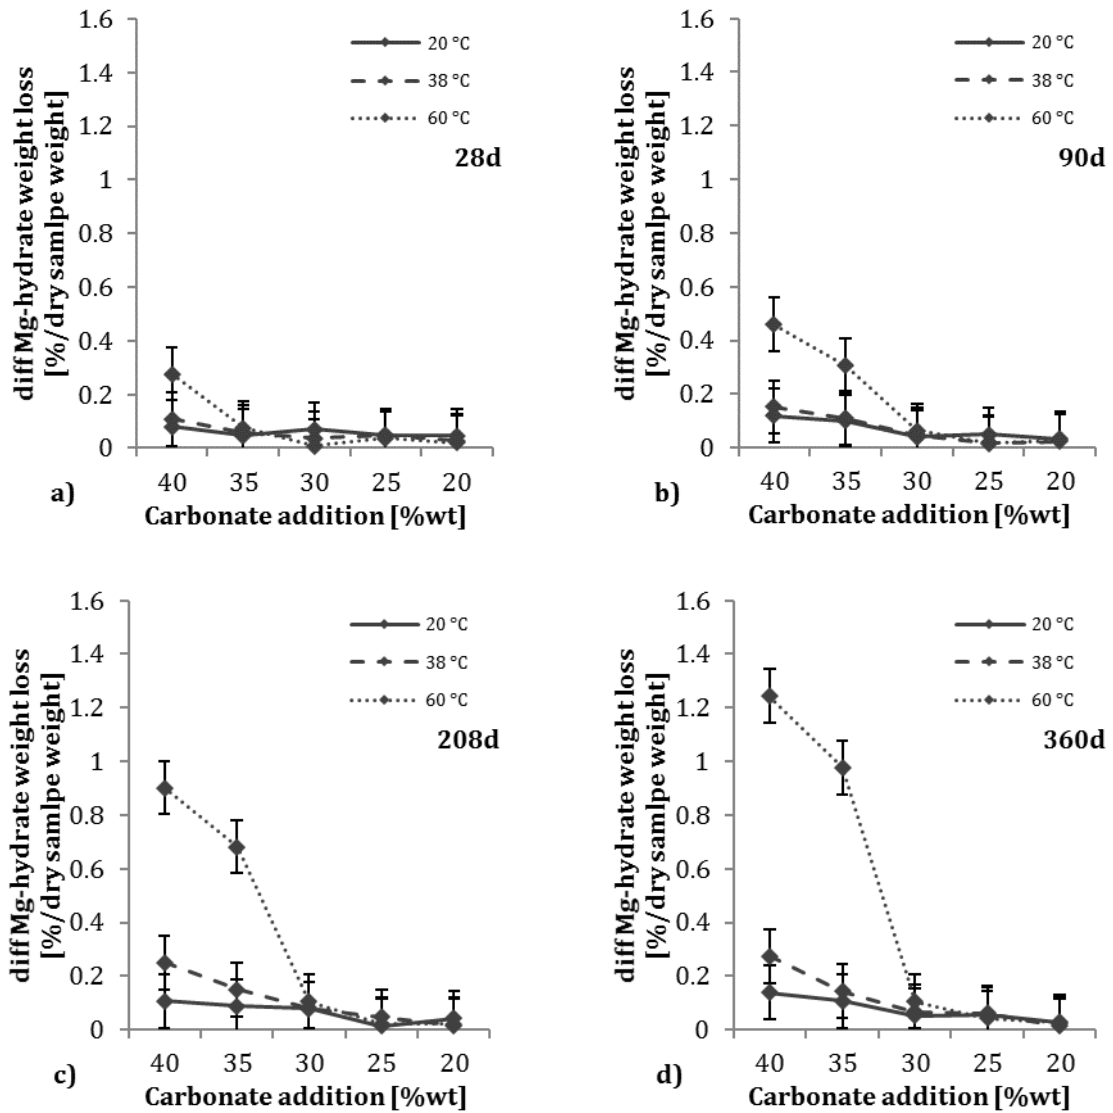 diff Mg-hydrate weight loss
[%/dry samlpe weight]
1.6
1.4
1.2
1
0.8
0.6
0.4
0.2
0
20 °C
38 °C
60 °C
28d
40 35 30 25 20
a)
Carbonate addition [%wt]
diff Mg-hydrate weight loss
[%/dry samlpe weight]
1.6
1.4
1.2
1
0.8
0.6
0.4
0.2
0
20 °C
38 °C
60 °C
90d
40 35 30 25 20
b)
Carbonate addition [%wt]
diff Mg-hydrate weight loss
[%/dry samlpe weight]
1.6
1.4
1.2
1
0.8
0.6
0.4
0.2
0
20 °C
38 °C
60 °C
208d
40 35 30 25 20
c)
Carbonate addition [%wt]
diff Mg-hydrate weight loss
[%/dry samlpe weight]
1.6
1.4
1.2
1
0.8
0.6
0.4
0.2
0
20 °C
38 °C
60 °C
360d
40 35 30 25 20
d)
Carbonate addition [%wt]